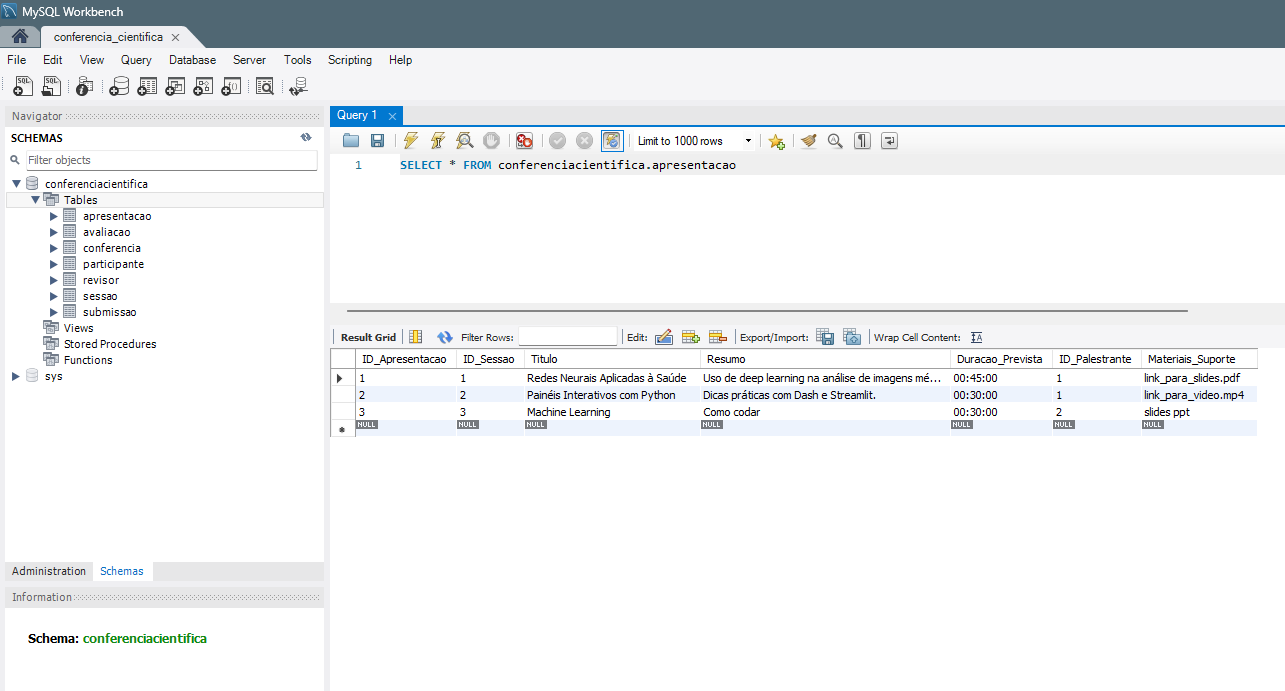 MySQL Workbench
conferencia_cientifica
File Edit View Query Database Server Tools Scripting Help
Navigator
SCHEMAS
Filter objects
conferenciacientifica
Tables
apresentacao
avaliacao
conferencia
participante
revisor
sessao
submissao
Views
Stored Procedures
Functions
sys
Administration Schemas
Information
Schema: conferenciacientifica
Query 1
Limit to 1000 rows
1 SELECT * FROM conferenciacientifica.apresentacao
Result Grid Filter Rows: Edit: Export/Import: Wrap Cell Content:
ID_Apresentacao ID_Sessao Titulo Resumo Duracao_Prevista ID_Palestrante Materiais_Suporte
1 1 Redes Neurais Aplicadas à Saúde Uso de deep learning na análise de imagens mé... 00:45:00 1 link_para_slides.pdf
2 2 Painéis Interativos com Python Dicas práticas com Dash e Streamlit. 00:30:00 1 link_para_video.mp4
3 3 Machine Learning Como codar 00:30:00 2 slides ppt
NULL NULL NULL NULL NULL NULL NULL